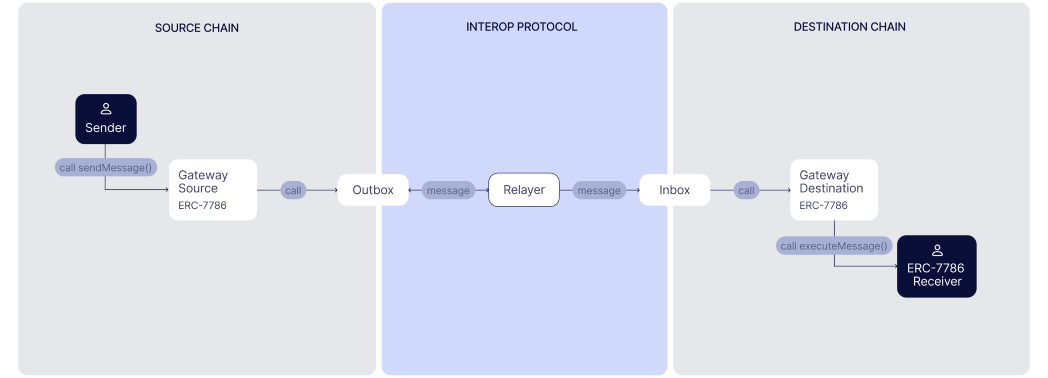 SOURCE CHAIN
INTEROP PROTOCOL
DESTINATION CHAIN
Sender
call sendMessage()
Gateway
Source
ERC-7786
call
Outbox
message
Relayer
message
Inbox
call
Gateway
Destination
ERC-7786
call executeMessage()
ERC-7786
Receiver